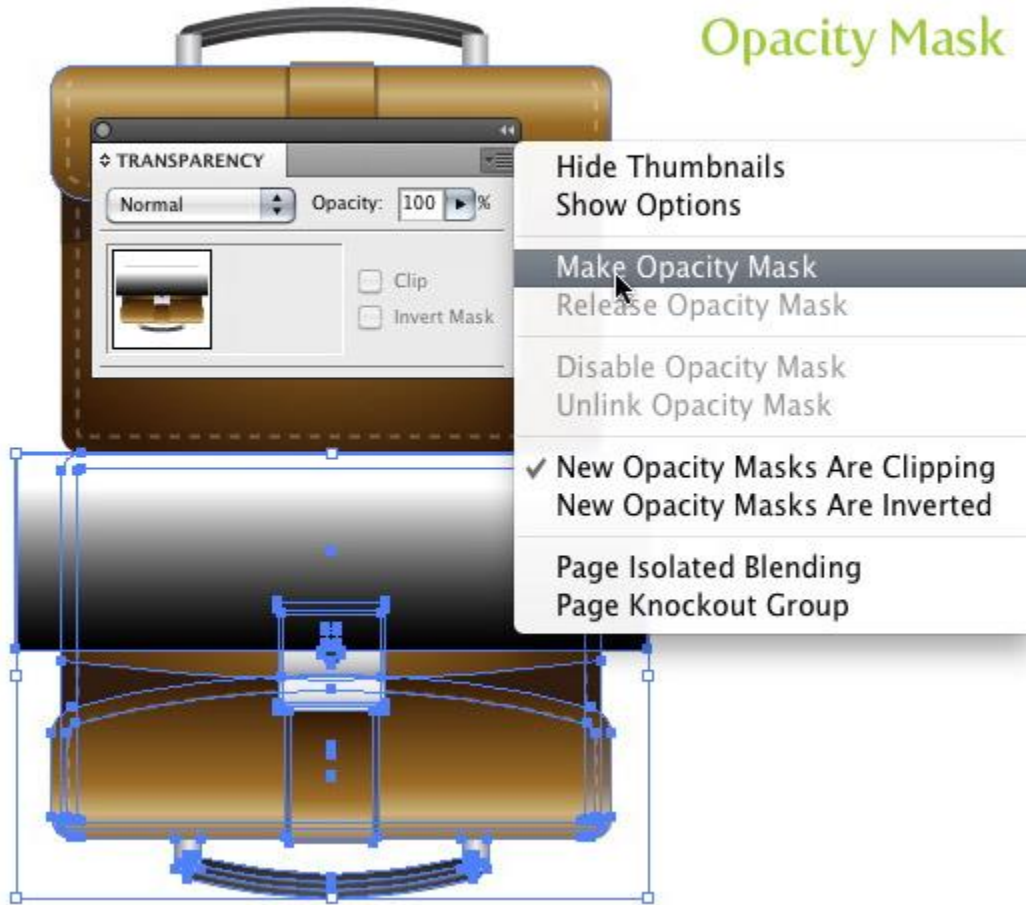 Opacity Mask
TRANSPARENCY
Normal
Opacity: 100 %
Clip
Invert Mask
Hide Thumbnails
Show Options
Make Opacity Mask
Release Opacity Mask
Disable Opacity Mask
Unlink Opacity Mask
✓ New Opacity Masks Are Clipping
New Opacity Masks Are Inverted
Page Isolated Blending
Page Knockout Group